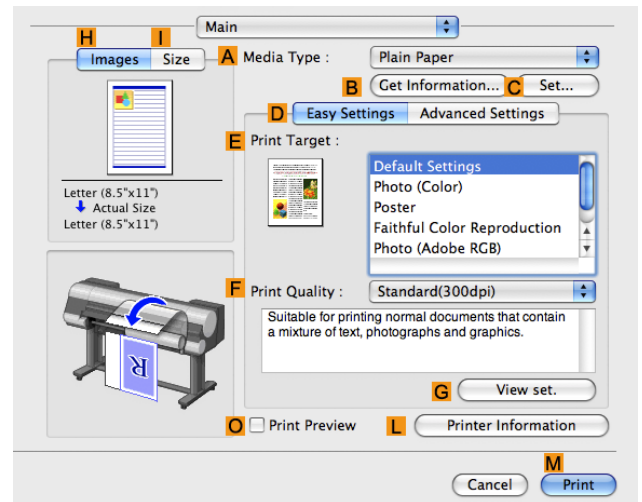 Main
H
I
Images
Size
A
Media Type :
Plain Paper
B
Get Information...
C
Set...
D
Easy Settings
Advanced Settings
E
Print Target :
Default Settings
Photo (Color)
Poster
Faithful Color Reproduction
Photo (Adobe RGB)
Letter (8.5"x11")
Actual Size
Letter (8.5"x11")
F
Print Quality :
Standard(300dpi)
Suitable for printing normal documents that contain
a mixture of text, photographs and graphics.
R
G
View set.
O
Print Preview
L
Printer Information
M
Cancel
Print